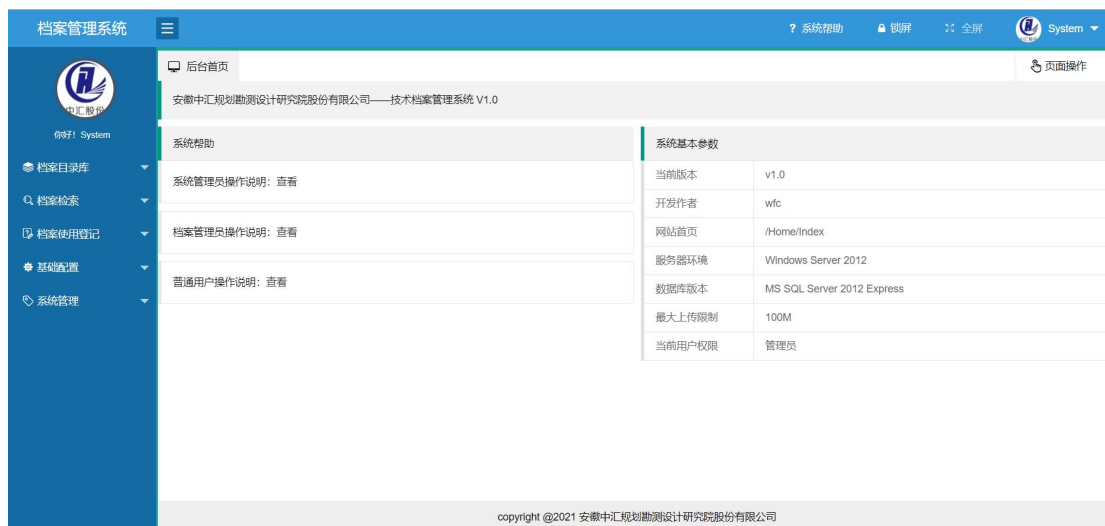 档案管理系统
? 系统帮助 锁屏 全屏 System
中汇股份
你好! System
档案目录库
档案检索
档案使用登记
基础配置
系统管理
后台首页 页面操作
安徽中汇规划勘测设计研究院股份有限公司——技术档案管理系统 V1.0
系统帮助
系统管理员操作说明: 查看
档案管理员操作说明: 查看
普通用户操作说明: 查看
系统基本参数
当前版本 v1.0
开发作者 wfc
网站首页 /Home/Index
服务器环境 Windows Server 2012
数据库版本 MS SQL Server 2012 Express
最大上传限制 100M
当前用户权限 管理员
copyright @2021 安徽中汇规划勘测设计研究院股份有限公司